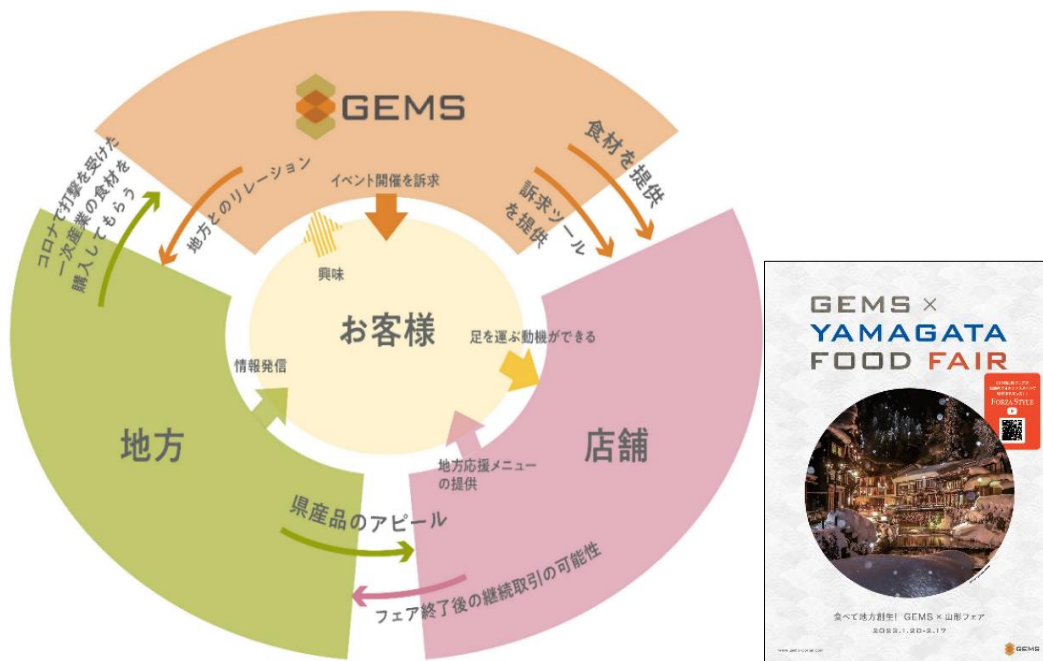 GEMS
コロナで打撃を受けた
一次産業の食材を
購入してもらう
地方とのリレーション
イベント開催を訴求
訴求ツール
を提供
食材を提供
興味
お客様
足を運ぶ動機ができる
情報発信
地方
店舗
地方応援メニュー
の提供
県産品のアピール
フェア終了後の継続取引の可能性
GEMS ×
YAMAGATA
FOOD FAIR
FORZA STYLE
食べて地方創生! GEMS × 山形フェア
GEMS